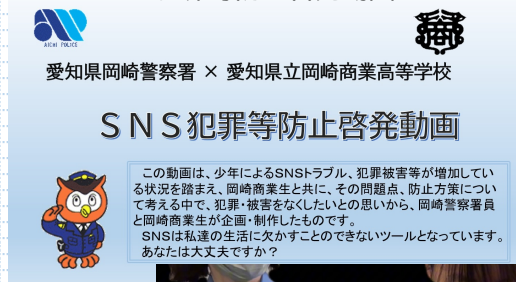 AICHI POLICE
商
愛知県岡崎警察署 × 愛知県立岡崎商業高等学校
SNS犯罪等防止啓発動画
この動画は、少年によるSNSトラブル、犯罪被害等が増加してい
る状況を踏まえ、岡崎商業生と共に、その問題点、防止方策につい
て考える中で、犯罪・被害をなくしたいとの思いから、岡崎警察署員
と岡崎商業生が企画・制作したものです。
SNSは私達の生活に欠かすことのできないツールとなっています。
あなたは大丈夫ですか？